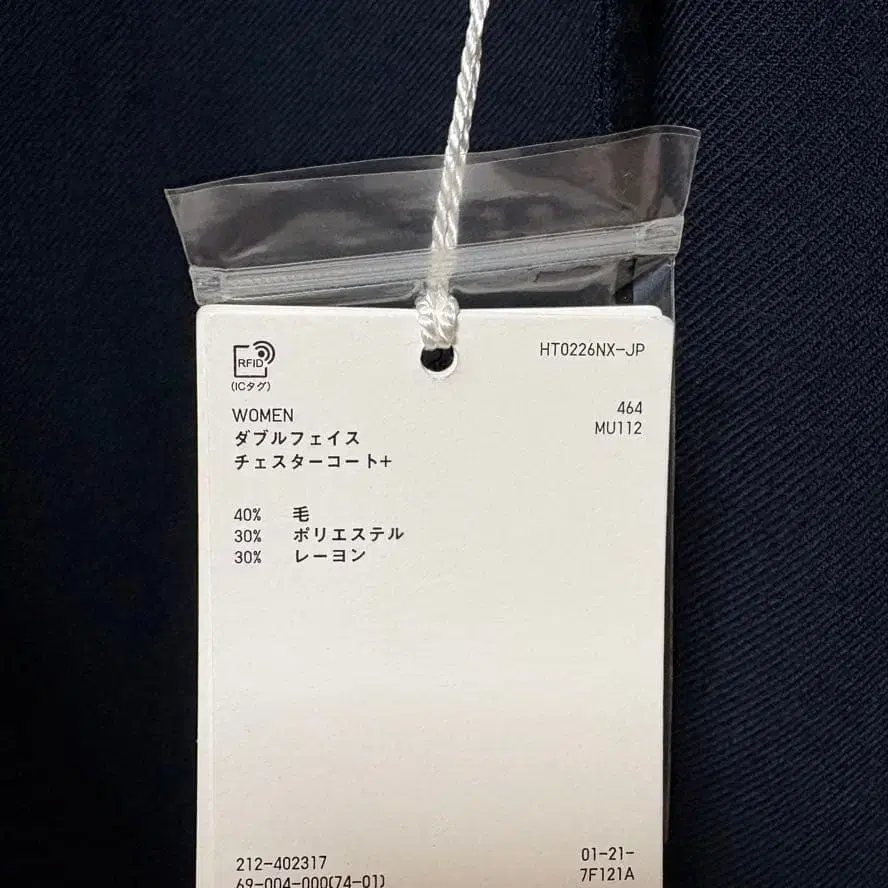 RFID
(ICタグ)
HT0226NX-JP
WOMEN
ダブルフェイス
チェスターコート+
464
MU112
40% 毛
30% ポリエステル
30% レーヨン
212-402317
69-004-000(74-01)
01-21-
7F121A